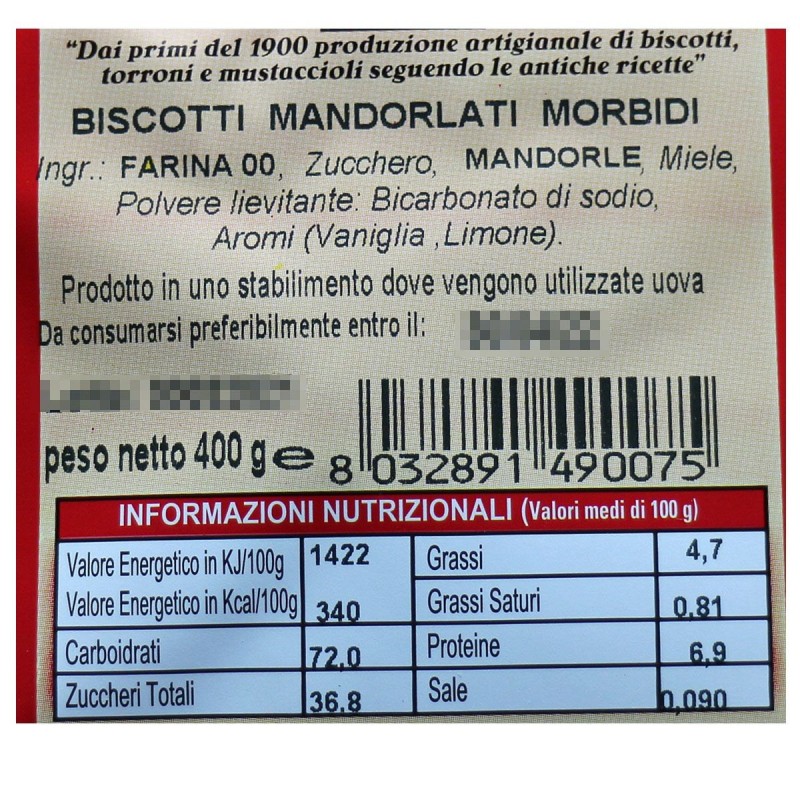 "Dai primi del 1900 produzione artigianale di biscotti,
torroni e mustaccioli seguendo le antiche ricette"
BISCOTTI MANDORLATI MORBIDI
Ingr.: FARINA 00, Zucchero, MANDORLE, Miele,
Polvere lievitante: Bicarbonato di sodio,
Aromi (Vaniglia ,Limone).
Prodotto in uno stabilimento dove vengono utilizzate uova
Da consumarsi preferibilmente entro il:
peso netto 400 g e
8 032891 490075
INFORMAZIONI NUTRIZIONALI (Valori medi di 100 g)
Valore Energetico in KJ/100g 1422 Grassi 4,7
Valore Energetico in Kcal/100g 340 Grassi Saturi 0,81
Carboidrati 72,0 Proteine 6,9
Zuccheri Totali 36,8 Sale 0,090